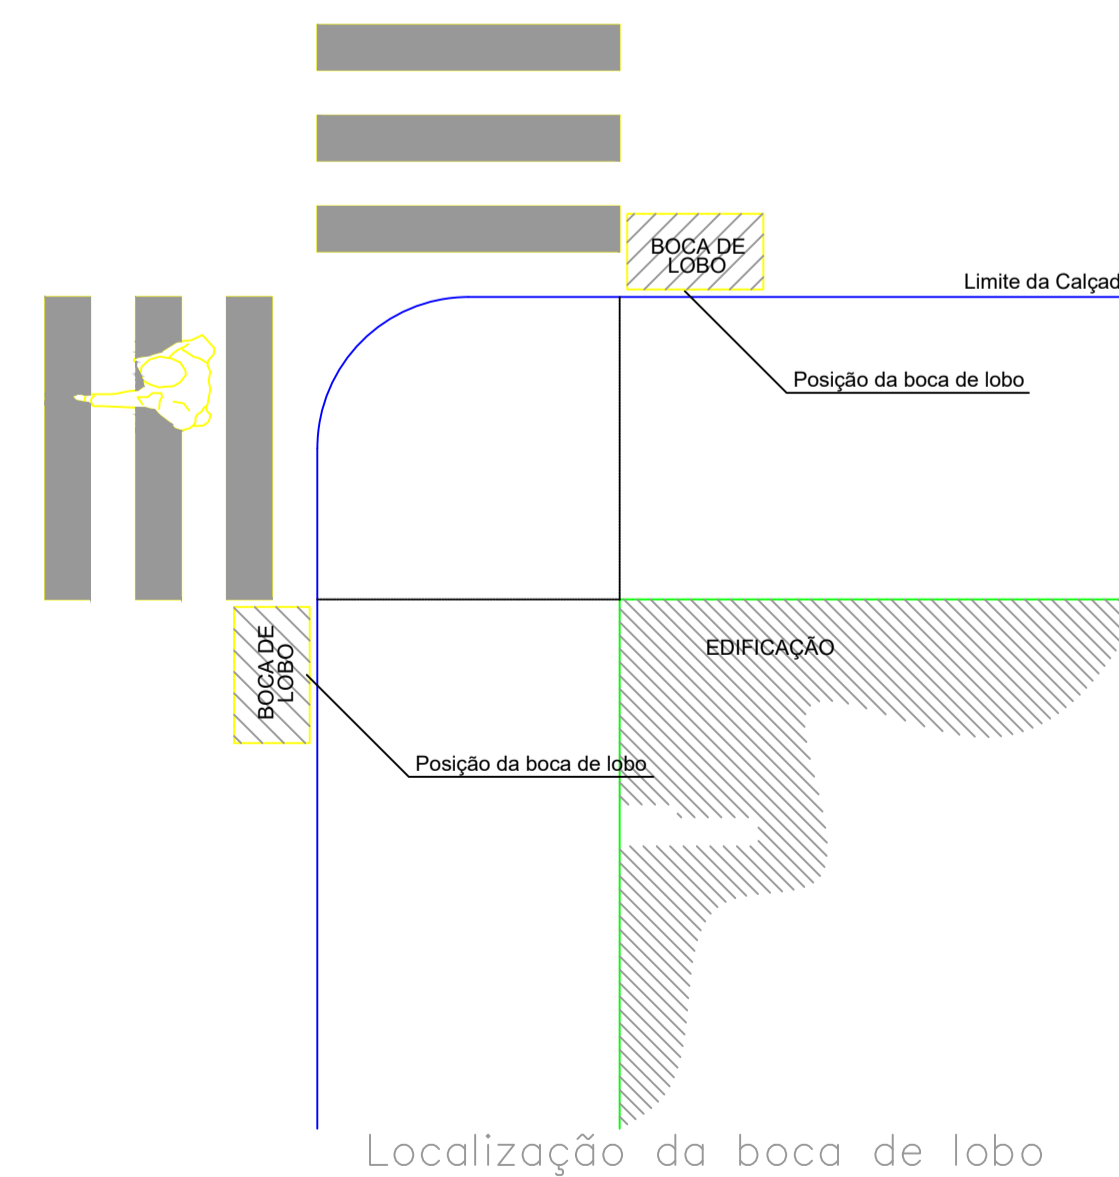 BOCA DE
LOBO
Limite da Calçad
Posição da boca de lobo
EDIFICAÇÃO
BOCA DE
LOBO
Posição da boca de lobo
Localização da boca de lobo